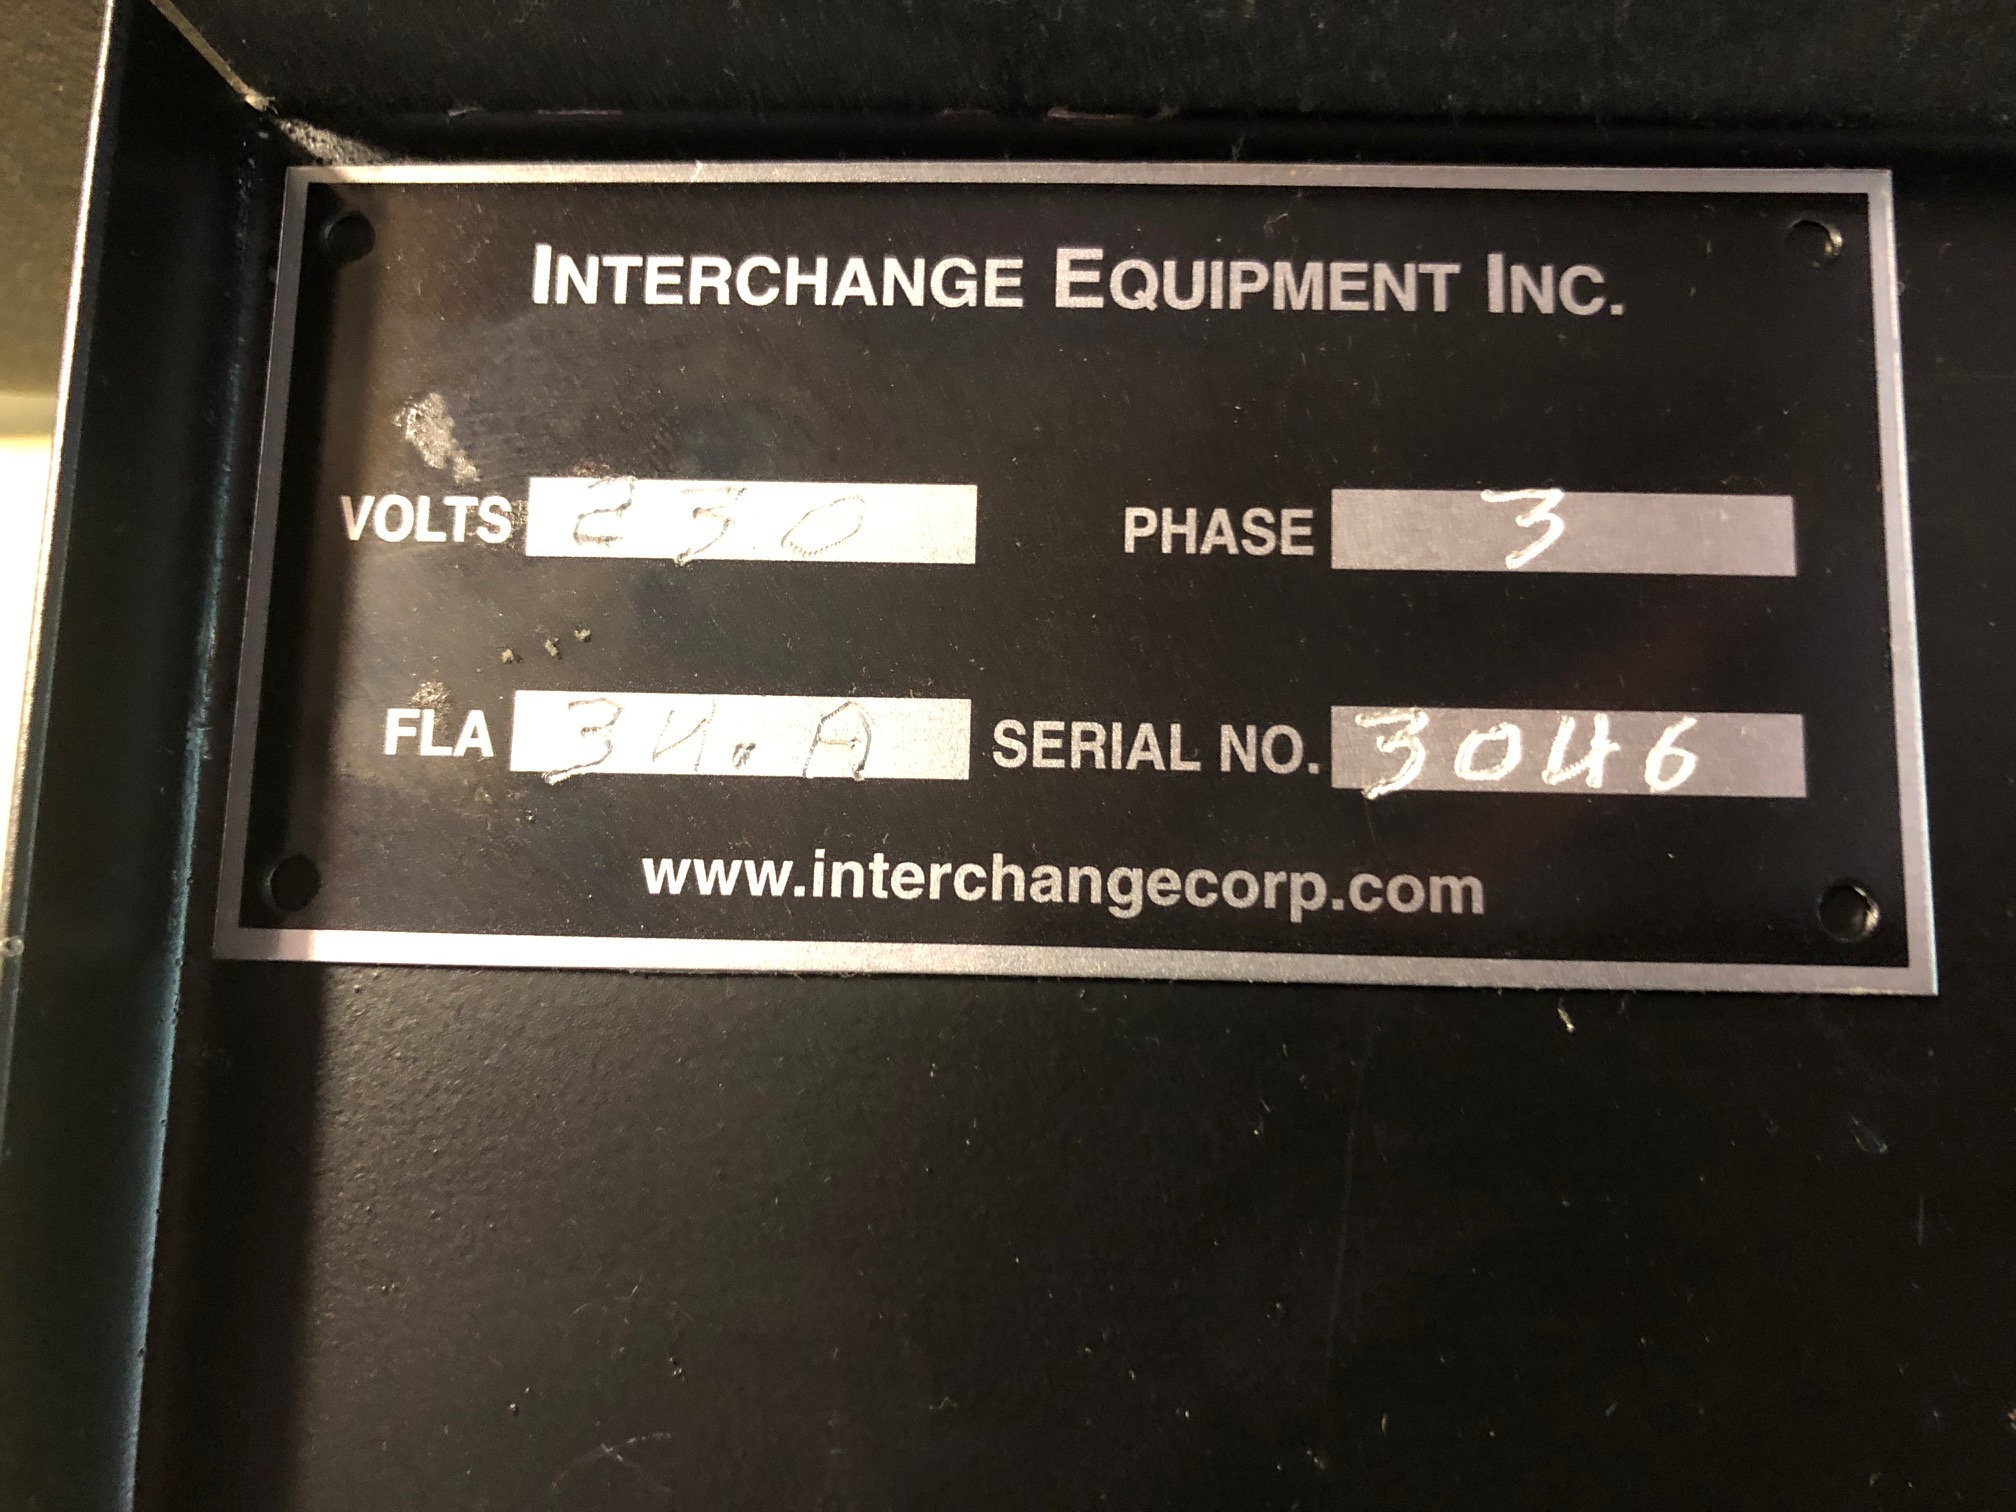 INTERCHANGE EQUIPMENT INC.
VOLTS 230 PHASE 3
FLA 34.A SERIAL NO. 3046
www.interchangecorp.com